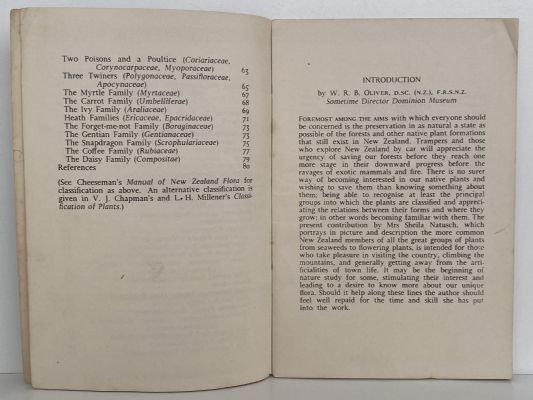 Two Poisons and a Poultice (Coriariaceae,
Corynocarpaceae, Myoporaceae) 63
Three Twiners (Polygonaceae, Passifloraceae,
Apocynaceae) 65
The Myrtle Family (Myrtaceae) 67
The Carrot Family (Umbelliferae) 68
The Ivy Family (Araliaceae) 69
Heath Families (Ericaceae, Epacridaceae) 71
The Forget-me-not Family (Boraginaceae) 73
The Gentian Family (Gentianaceae) 73
The Snapdragon Family (Scrophulariaceae) 75
The Coffee Family (Rubiaceae) 77
The Daisy Family (Compositae) 79
References 80
(See Cheeseman's Manual of New Zealand Flora for
classification as above. An alternative classification is
given in V. J. Chapman's and L. H. Millener's Classi-
fication of Plants.)
INTRODUCTION
by W. R. B. OLIVER, D.SC. (N.Z.), F.R.S.N.Z.
Sometime Director Dominion Museum
FOREMOST AMONG THE AIMS with which everyone should
be concerned is the preservation in as natural a state as
possible of the forests and other native plant formations
that still exist in New Zealand. Trampers and those
who explore New Zealand by car will appreciate the
urgency of saving our forests before they reach one
more stage in their downward progress before the
ravages of exotic mammals and fire. There is no surer
way of becoming interested in our native plants and
wishing to save them than knowing something about
them; being able to recognise at least the principal
groups into which the plants are classified and appreci-
ating the relations between their forms and where they
grow; in other words becoming familiar with them. The
present contribution by Mrs Sheila Natusch, which
portrays in picture and description the more common
New Zealand members of all the great groups of plants
from seaweeds to flowering plants, is intended for those
who take pleasure in visiting the country, climbing the
mountains, and generally getting away from the arti-
ficialities of town life. It may be the beginning of
nature study for some, stimulating their interest and
leading to a desire to know more about our unique
flora. Should it help along these lines the author should
feel well repaid for the time and skill she has put
into the work.